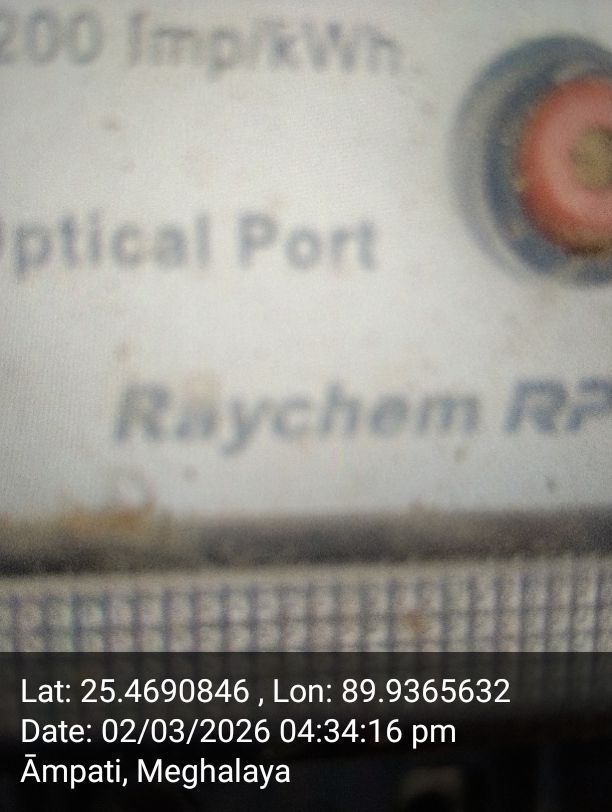 200 Imp/kWh
Optical Port
Raychem RP
Lat: 25.4690846 , Lon: 89.9365632
Date: 02/03/2026 04:34:16 pm
Āmpati, Meghalaya